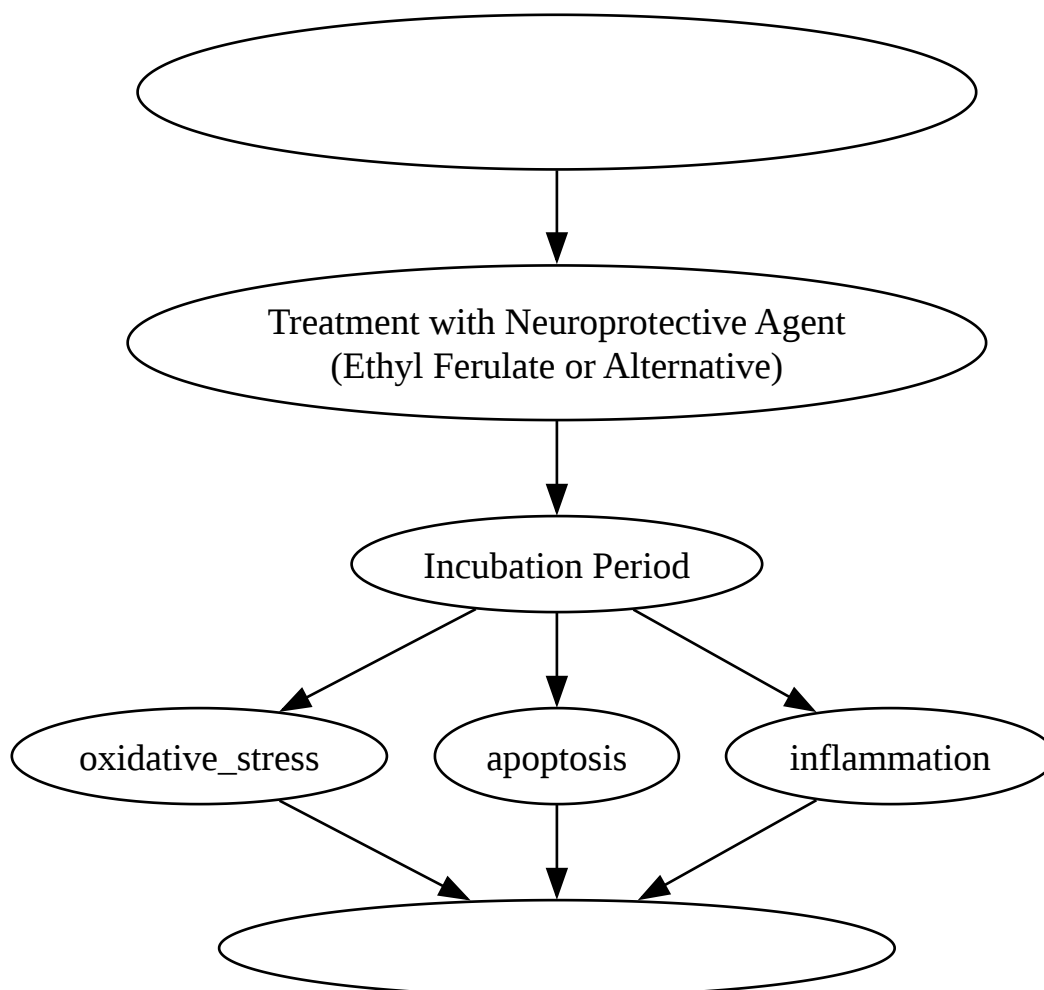 Treatment with Neuroprotective Agent
(Ethyl Ferulate or Alternative)
Incubation Period
oxidative_stress
apoptosis
inflammation